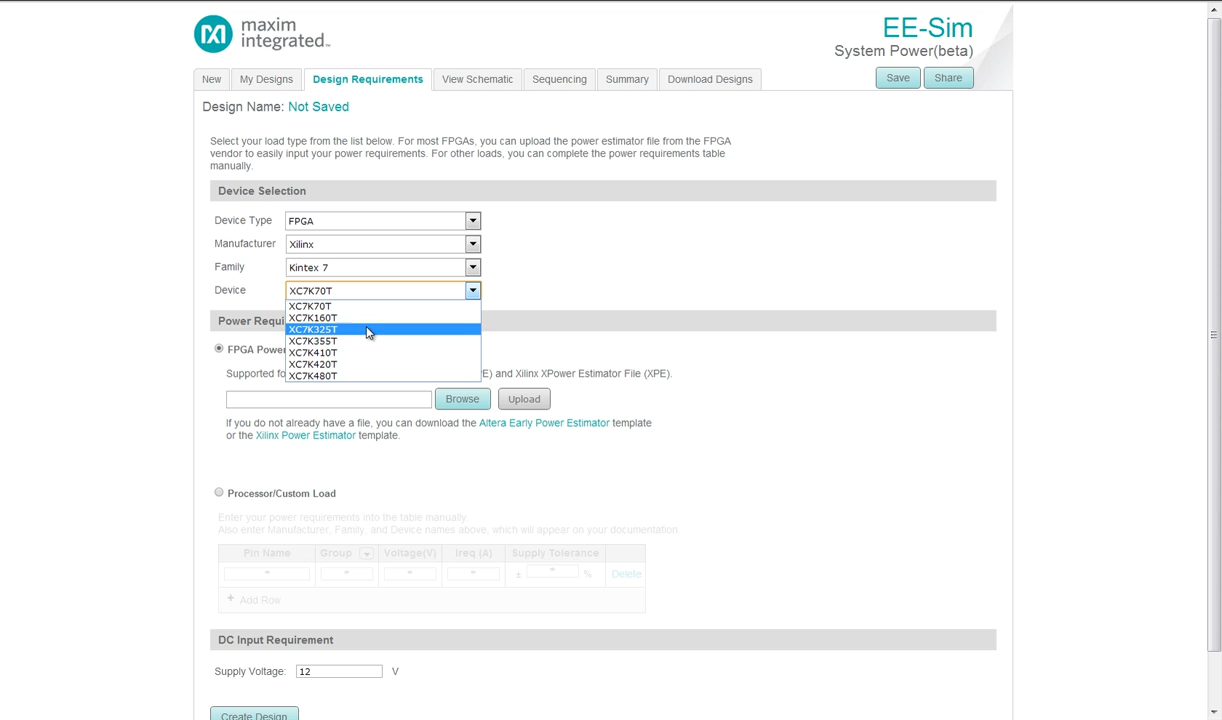 maxim
integrated™
EE-Sim
System Power(beta)
New
My Designs
Design Requirements
View Schematic
Sequencing
Summary
Download Designs
Save
Share
Design Name: Not Saved
Select your load type from the list below. For most FPGAs, you can upload the power estimator file from the FPGA
vendor to easily input your power requirements. For other loads, you can complete the power requirements table
manually.
Device Selection
Device Type FPGA
Manufacturer Xilinx
Family Kintex 7
Device XC7K70T
XC7K70T
XC7K160T
XC7K325T
XC7K355T
XC7K410T
XC7K420T
XC7K480T
Power Requi
FPGA Power
Supported fo E) and Xilinx XPower Estimator File (XPE).
Browse
Upload
If you do not already have a file, you can download the Altera Early Power Estimator template
or the Xilinx Power Estimator template.
Processor/Custom Load
Enter your power requirements into the table manually.
Also enter Manufacturer, Family, and Device names above, which will appear on your documentation
Pin Name Group Voltage(V) Ireq (A) Supply Tolerance
* * * * ± * % Delete
+ Add Row
DC Input Requirement
Supply Voltage: 12 V
Create Design